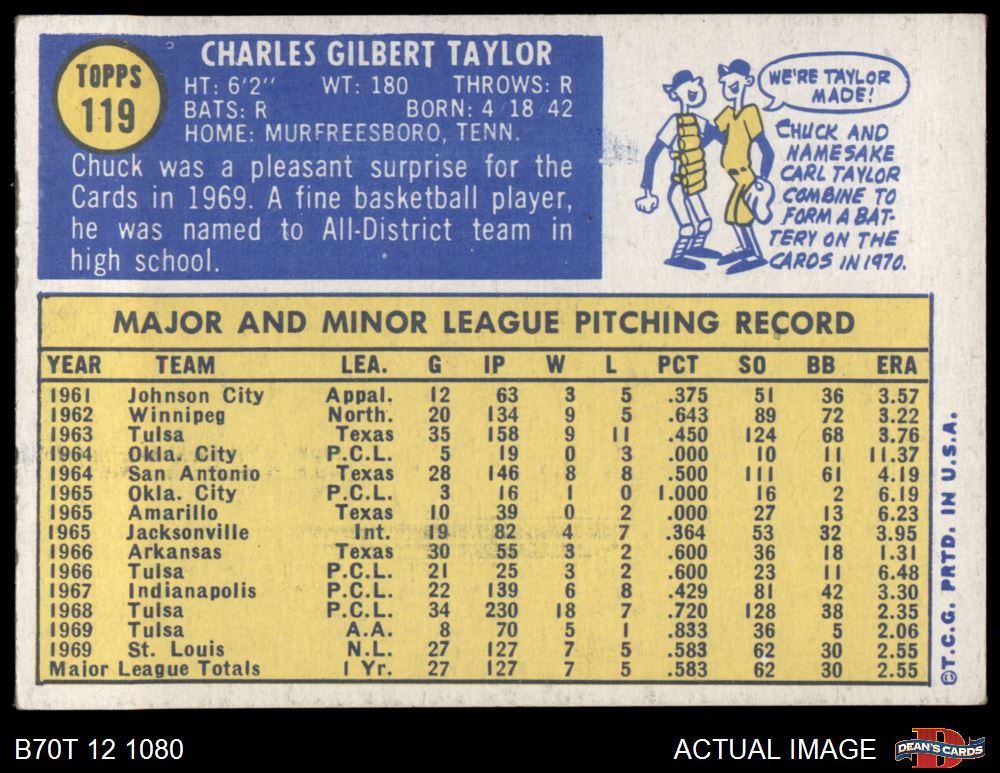 TOPPS
119
CHARLES GILBERT TAYLOR
HT: 6'2" WT: 180 THROWS: R
BATS: R BORN: 4 18 42
HOME: MURFREESBORO, TENN.
Chuck was a pleasant surprise for the
Cards in 1969. A fine basketball player,
he was named to All-District team in
high school.
WE'RE TAYLOR
MADE!
CHUCK AND
NAMESAKE
CARL TAYLOR
COMBINE TO
FORM A BAT-
TERY ON THE
CARDS IN 1970.
MAJOR AND MINOR LEAGUE PITCHING RECORD
YEAR TEAM LEA. G IP W L PCT SO BB ERA
1961 Johnson City Appal. 12 63 3 5 .375 51 36 3.57
1962 Winnipeg North. 20 134 9 5 .643 89 72 3.22
1963 Tulsa Texas 35 158 9 11 .450 124 68 3.76
1964 Okla. City P.C.L. 5 19 0 3 .000 10 11 11.37
1964 San Antonio Texas 28 146 8 8 .500 111 61 4.19
1965 Okla. City P.C.L. 3 16 1 0 1.000 16 2 6.19
1965 Amarillo Texas 10 39 0 2 .000 27 13 6.23
1965 Jacksonville Int. 19 82 4 7 .364 53 32 3.95
1966 Arkansas Texas 30 55 3 2 .600 36 18 1.31
1966 Tulsa P.C.L. 21 25 3 2 .600 23 11 6.48
1967 Indianapolis P.C.L. 22 139 6 8 .429 81 42 3.30
1968 Tulsa P.C.L. 34 230 18 7 .720 128 38 2.35
1969 Tulsa A.A. 8 70 5 1 .833 36 5 2.06
1969 St. Louis N.L. 27 127 7 5 .583 62 30 2.55
Major League Totals 1 Yr. 27 127 7 5 .583 62 30 2.55
©T.C.G. PRTD. IN U.S.A.
B70T 12 1080
ACTUAL IMAGE
D
DEAN'S CARDS